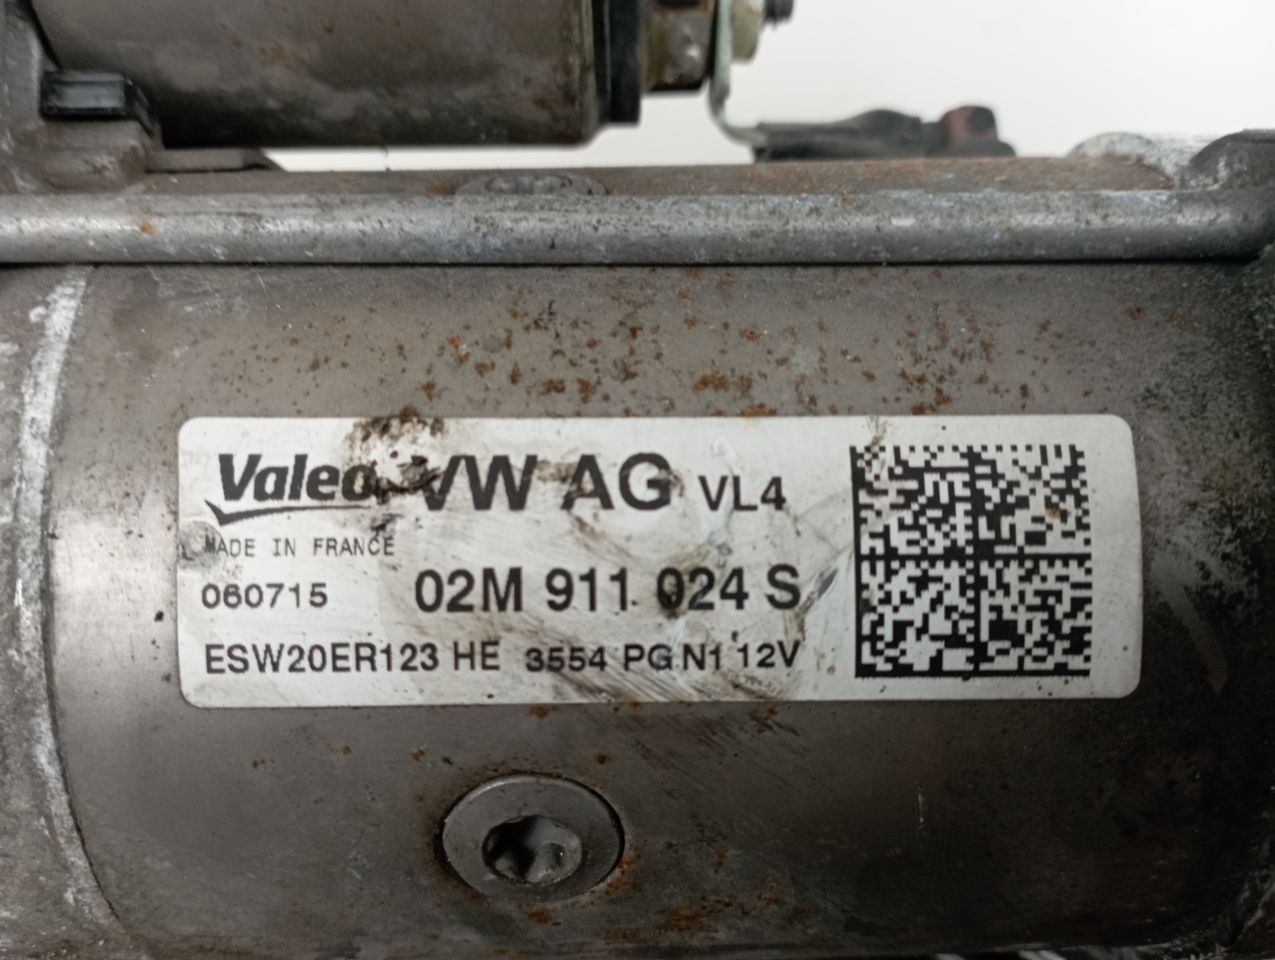 Valeo VW AG VL4
MADE IN FRANCE
060715 02M 911 024 S
ESW20ER123 HE 3554 PG N1 12V